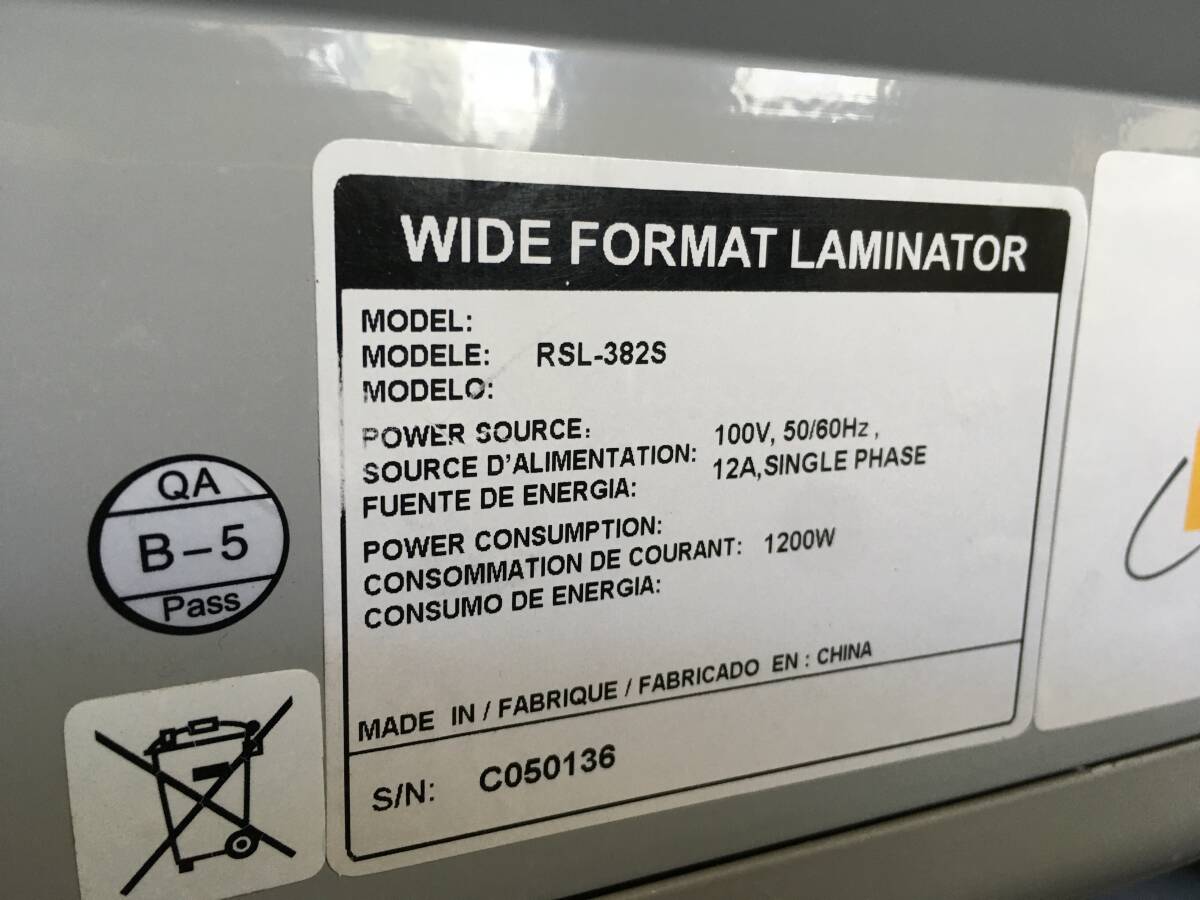 WIDE FORMAT LAMINATOR
MODEL:
MODELE: RSL-382S
MODELO:
POWER SOURCE: 100V, 50/60Hz ,
SOURCE D'ALIMENTATION: 12A,SINGLE PHASE
FUENTE DE ENERGIA:
POWER CONSUMPTION:
CONSOMMATION DE COURANT: 1200W
CONSUMO DE ENERGIA:
MADE IN / FABRIQUE / FABRICADO EN : CHINA
S/N: C050136
QA
B-5
Pass